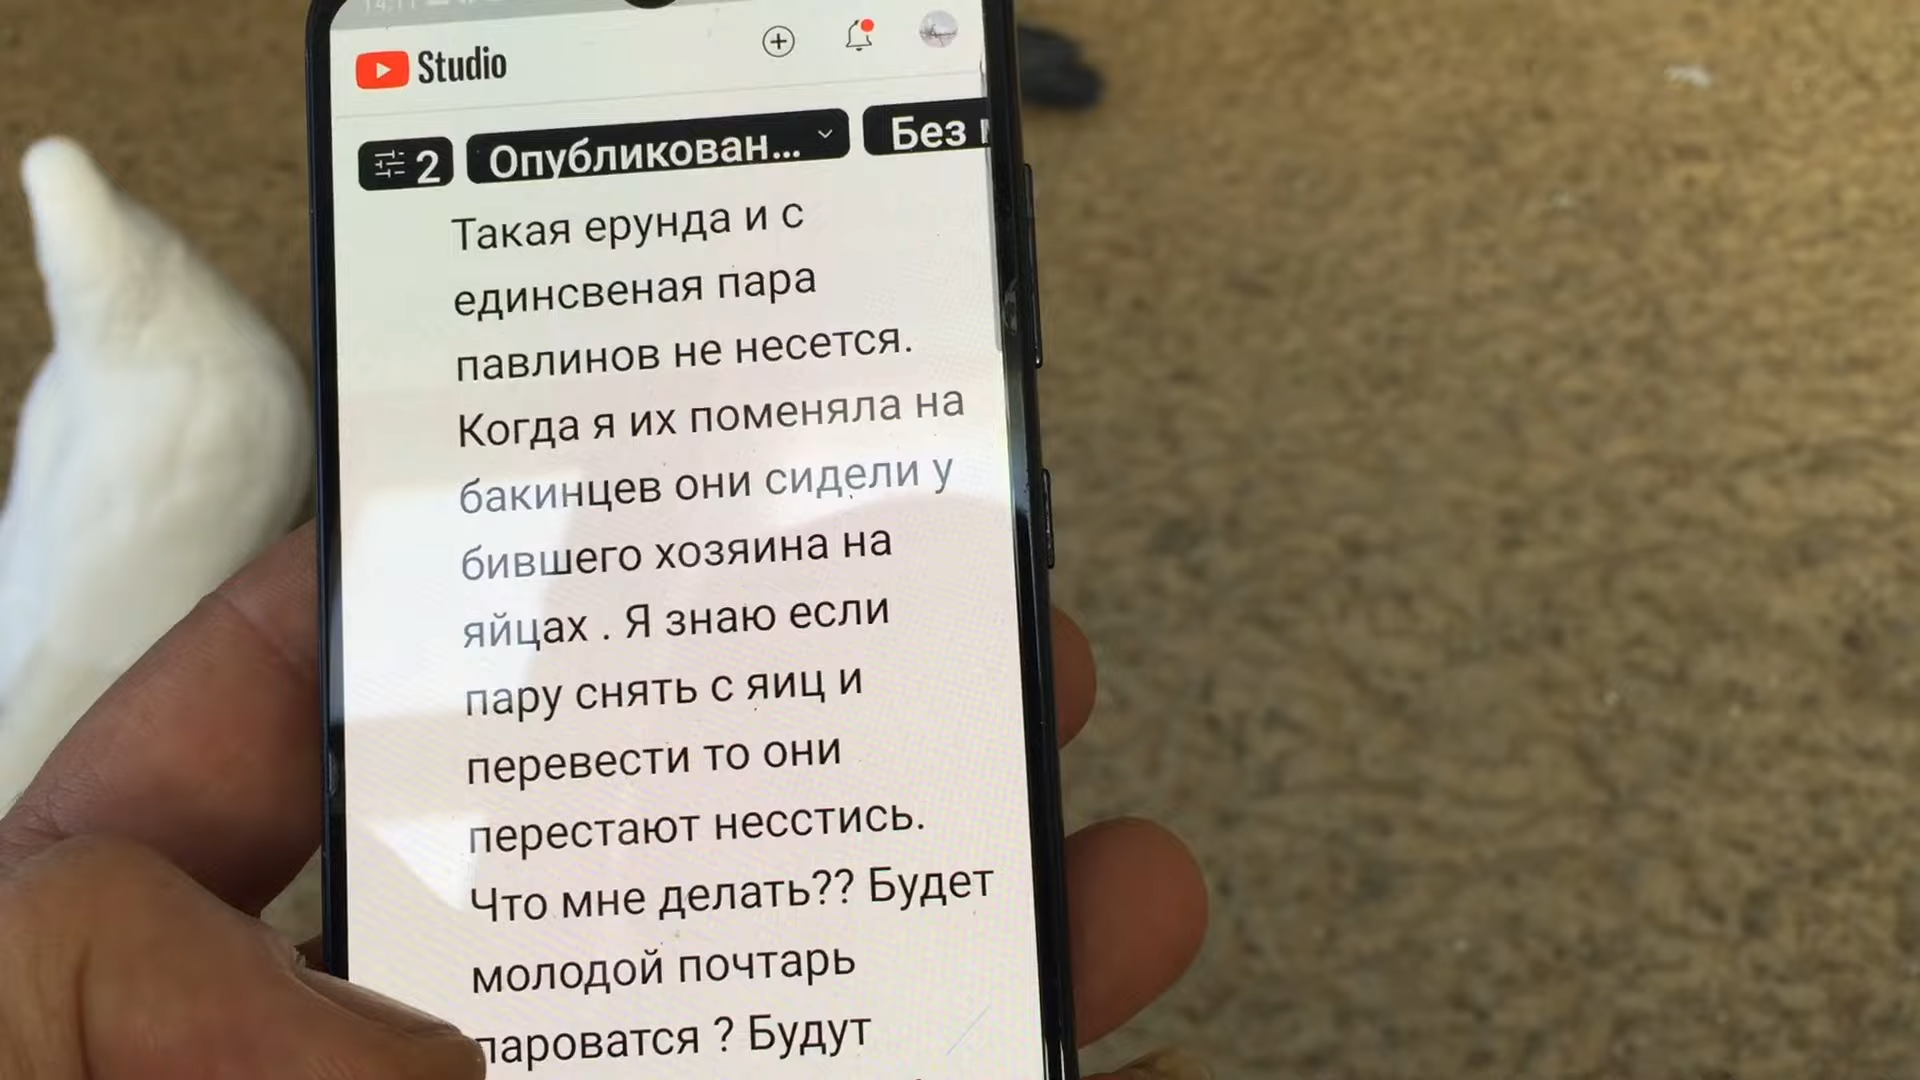 Studio
2 Опубликован... Без
Такая ерунда и с
единсвеная пара
павлинов не несется.
Когда я их поменяла на
бакинцев они сидели у
бившего хозяина на
яйцах . Я знаю если
пару снять с яиц и
перевести то они
перестают несстись.
Что мне делать?? Будет
молодой почтарь
пароватся ? Будут